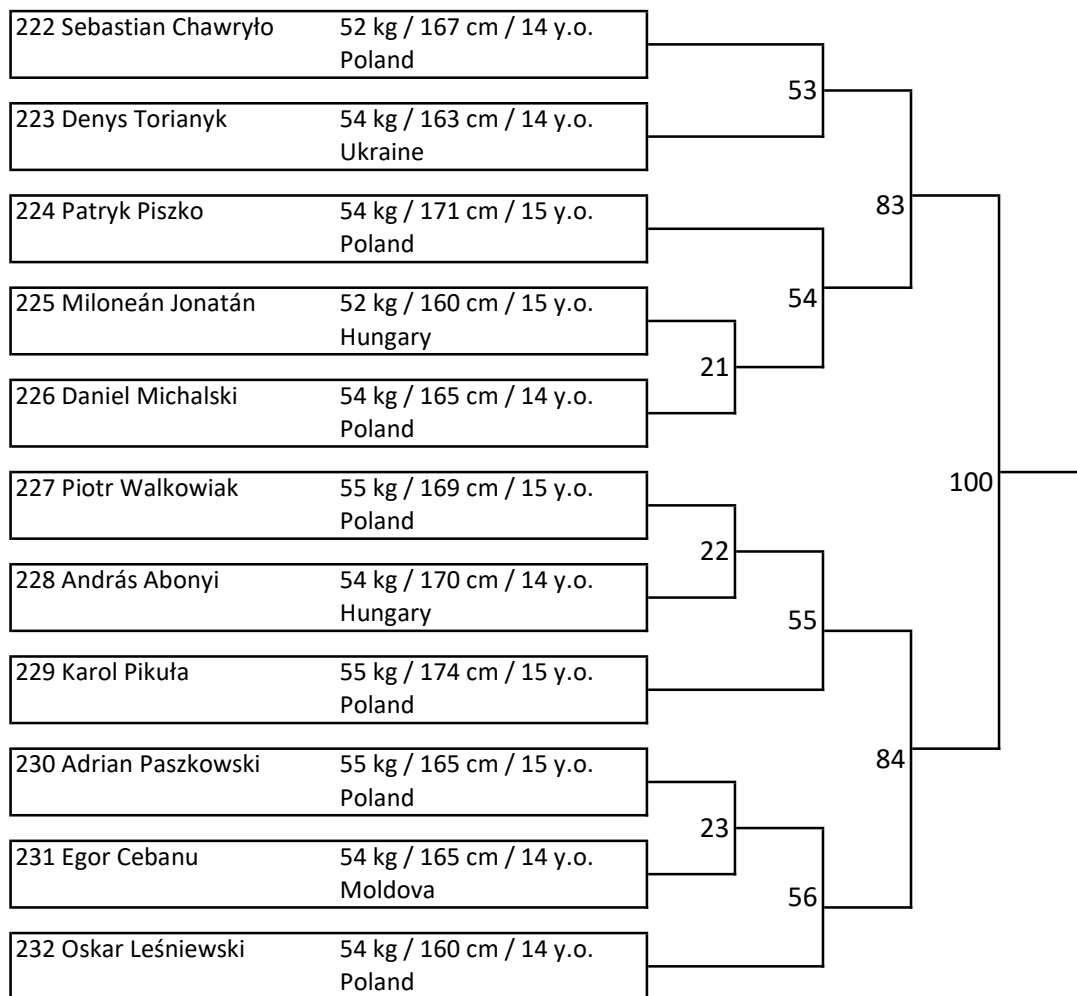 222 Sebastian Chawryło 52 kg / 167 cm / 14 y.o.
Poland
53
223 Denys Torianyk 54 kg / 163 cm / 14 y.o.
Ukraine
224 Patryk Piszko 54 kg / 171 cm / 15 y.o.
83
Poland
225 Miloneán Jonatán 52 kg / 160 cm / 15 y.o.
54
Hungary
21
226 Daniel Michalski 54 kg / 165 cm / 14 y.o.
Poland
227 Piotr Walkowiak 55 kg / 169 cm / 15 y.o.
100
Poland
22
228 András Abonyi 54 kg / 170 cm / 14 y.o.
Hungary
55
229 Karol Pikuła 55 kg / 174 cm / 15 y.o.
Poland
230 Adrian Paszkowski 55 kg / 165 cm / 15 y.o.
84
Poland
23
231 Egor Cebanu 54 kg / 165 cm / 14 y.o.
Moldova
56
232 Oskar Leśniewski 54 kg / 160 cm / 14 y.o.
Poland